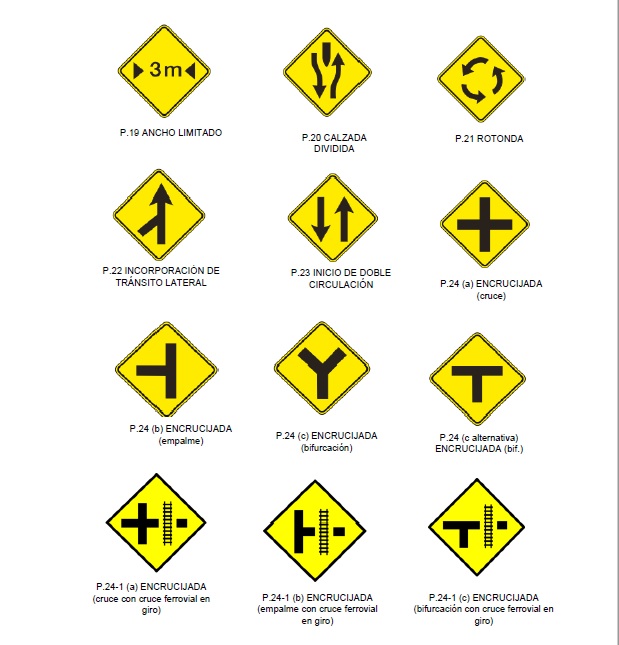 3m
P.19 ANCHO LIMITADO
P.20 CALZADA
DIVIDIDA
P.21 ROTONDA
P.22 INCORPORACIÓN DE
TRÁNSITO LATERAL
P.23 INICIO DE DOBLE
CIRCULACIÓN
P.24 (a) ENCRUCIJADA
(cruce)
P.24 (b) ENCRUCIJADA
(empalme)
P.24 (c) ENCRUCIJADA
(bifurcación)
P.24 (c alternativa)
ENCRUCIJADA (bif.)
P.24-1 (a) ENCRUCIJADA
(cruce con cruce ferrovial en
giro)
P.24-1 (b) ENCRUCIJADA
(empalme con cruce ferrovial
en giro)
P.24-1 (c) ENCRUCIJADA
(bifurcación con cruce ferrovial en
giro)